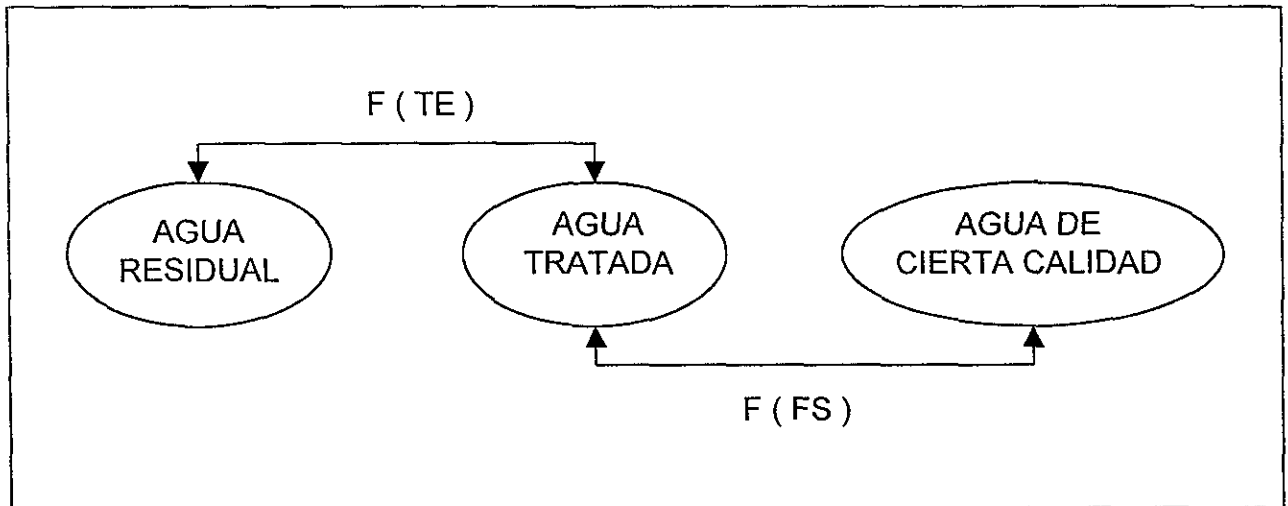 F ( TE )
AGUA
RESIDUAL
AGUA
TRATADA
AGUA DE
CIERTA CALIDAD
F ( FS )